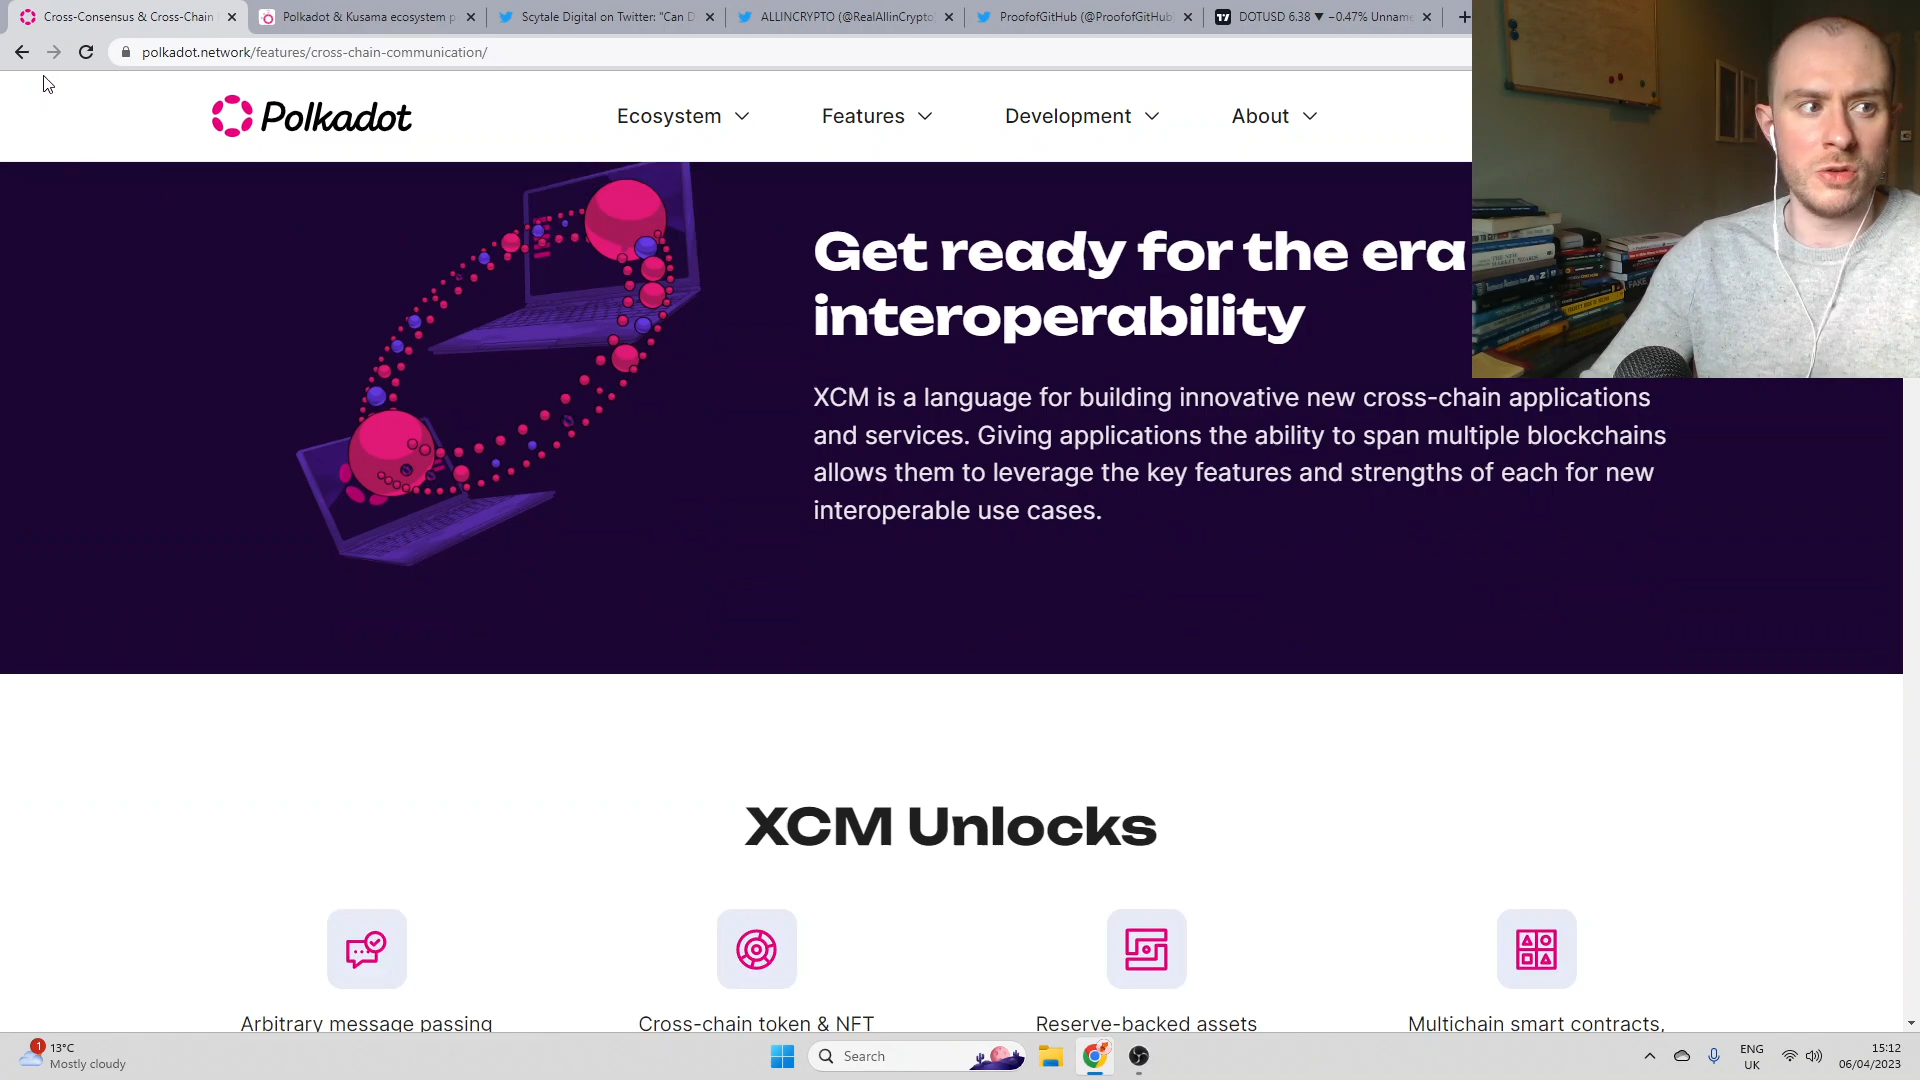 Cross-Consensus & Cross-Chain
Polkadot & Kusama ecosystem p
Scytale Digital on Twitter: "Can D
ALLINCRYPTO (@RealAllinCrypto
ProofofGitHub (@ProofofGitHub
DOTUSD 6.38 ▼ −0.47% Unname
polkadot.network/features/cross-chain-communication/
Polkadot
Ecosystem
Features
Development
About
Get ready for the era
interoperability
XCM is a language for building innovative new cross-chain applications
and services. Giving applications the ability to span multiple blockchains
allows them to leverage the key features and strengths of each for new
interoperable use cases.
XCM Unlocks
Arbitrary message passing
Cross-chain token & NFT
Reserve-backed assets
Multichain smart contracts,
1
13°C
Mostly cloudy
Search
ENG
UK
15:12
06/04/2023